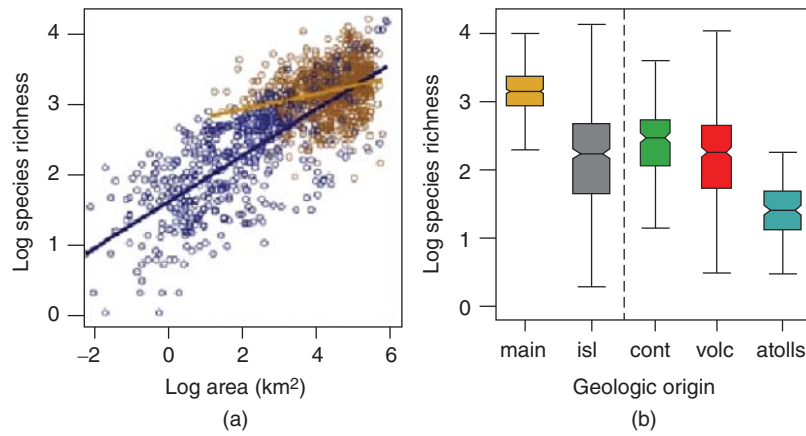 Log species richness
4
3
2
1
0
–2 0 2 4 6
Log area (km²)
(a)
Log species richness
4
3
2
1
0
main isl cont volc atolls
Geologic origin
(b)